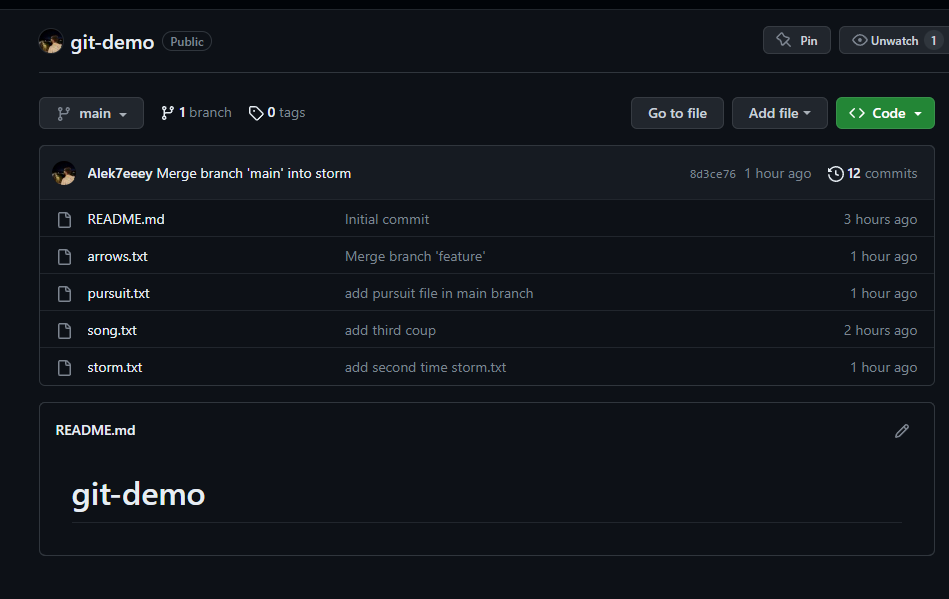 git-demo Public Pin Unwatch 1
main 1 branch 0 tags Go to file Add file Code
Alek7eeey Merge branch 'main' into storm 8d3ce76 1 hour ago 12 commits
README.md Initial commit 3 hours ago
arrows.txt Merge branch 'feature' 1 hour ago
pursuit.txt add pursuit file in main branch 1 hour ago
song.txt add third coup 2 hours ago
storm.txt add second time storm.txt 1 hour ago
README.md
git-demo